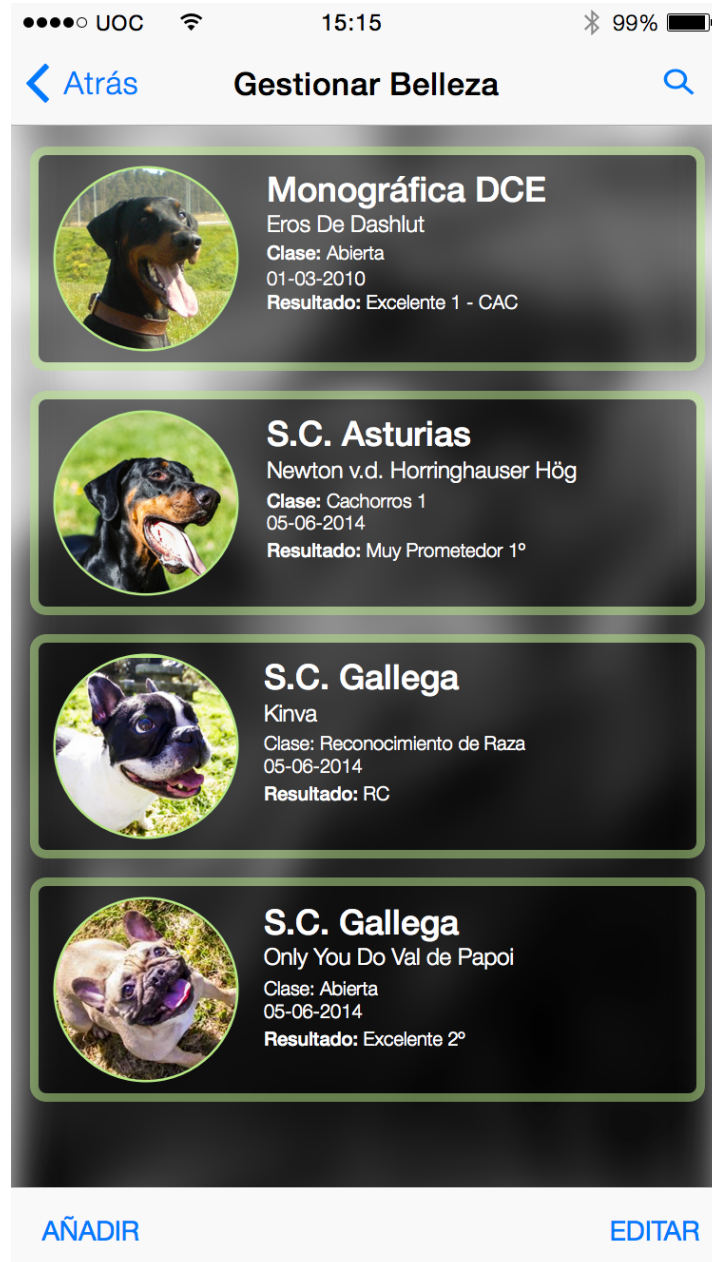 UOC 15:15 99%
Atrás Gestionar Belleza
Monográfica DCE
Eros De Dashlut
Clase: Abierta
01-03-2010
Resultado: Excelente 1 - CAC
S.C. Asturias
Newton v.d. Horringhauser Hög
Clase: Cachorros 1
05-06-2014
Resultado: Muy Prometedor 1º
S.C. Gallega
Kinva
Clase: Reconocimiento de Raza
05-06-2014
Resultado: RC
S.C. Gallega
Only You Do Val de Papoi
Clase: Abierta
05-06-2014
Resultado: Excelente 2º
AÑADIR EDITAR